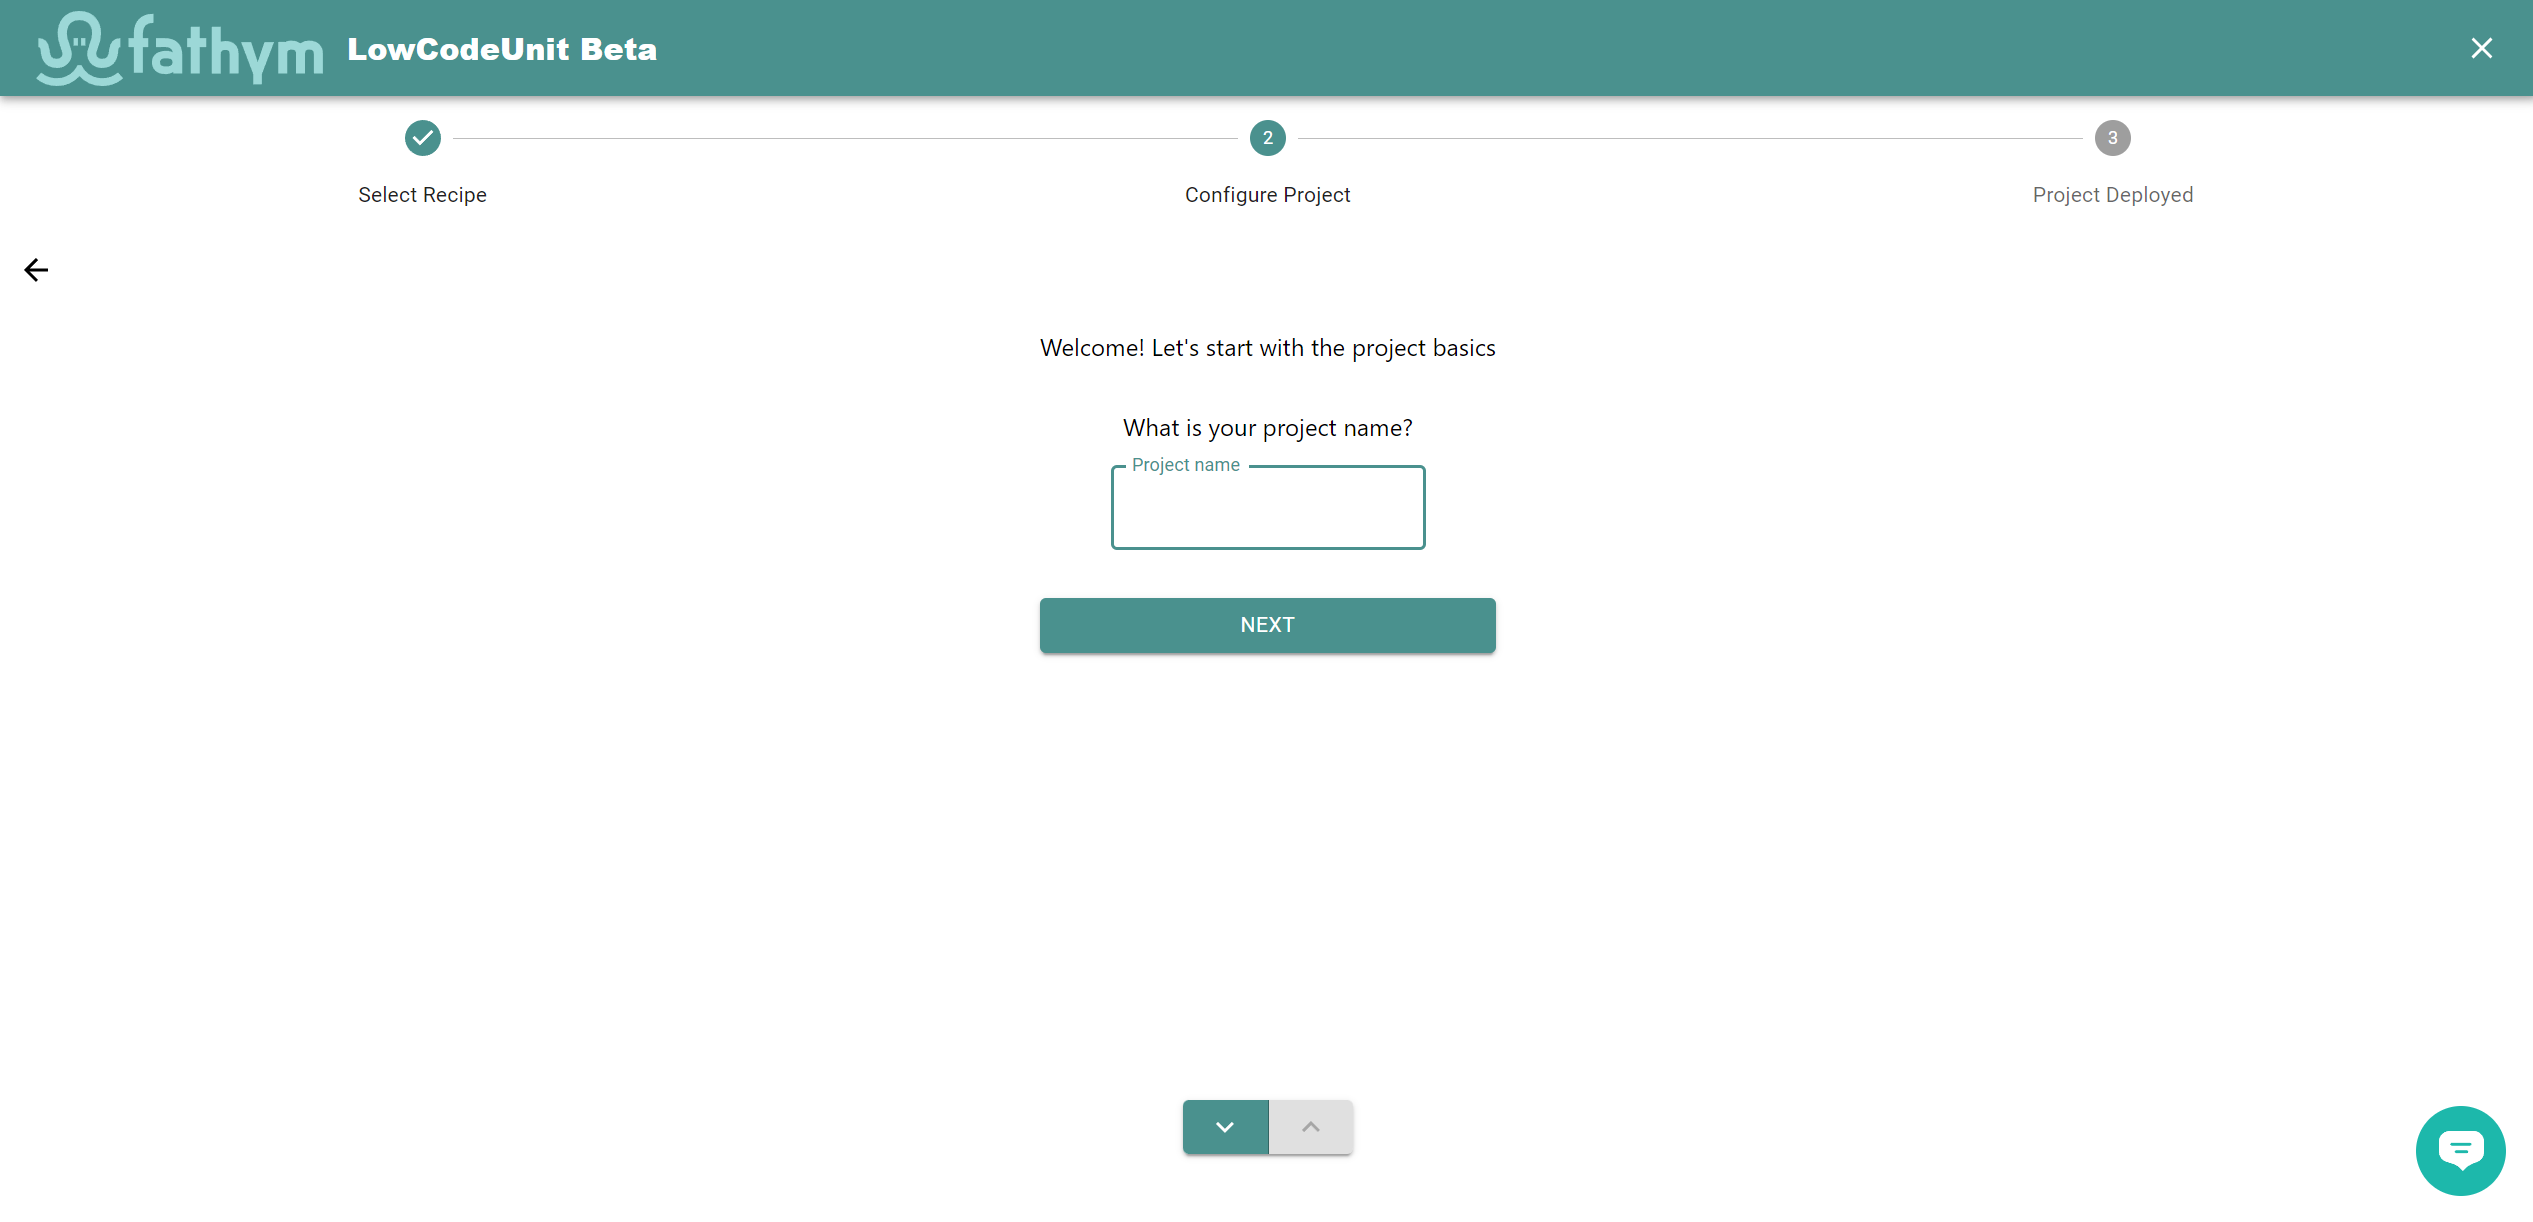 fathym LowCodeUnit Beta
2
3
Select Recipe
Configure Project
Project Deployed
Welcome! Let's start with the project basics
What is your project name?
Project name
NEXT